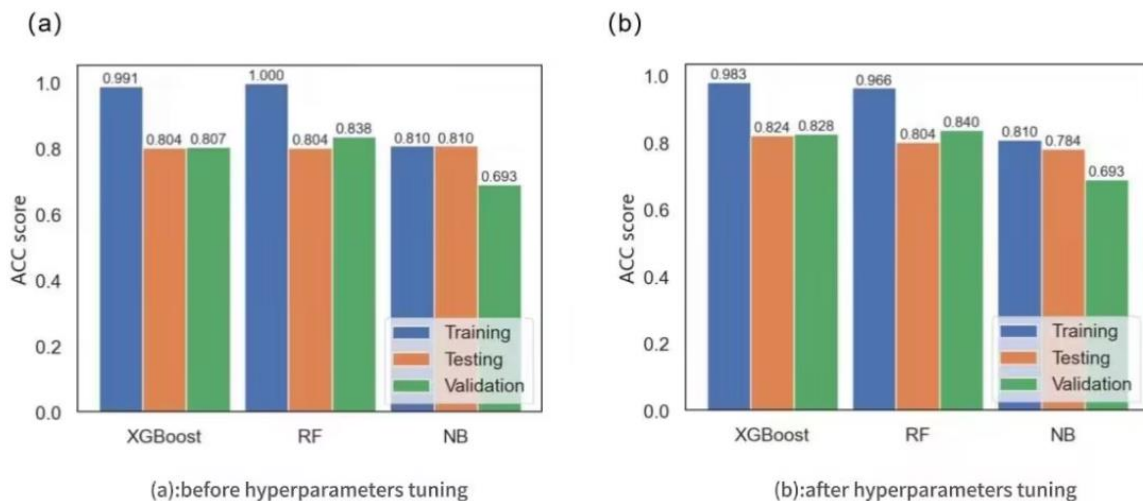 (a)
ACC score
1.0
0.8
0.6
0.4
0.2
0.0
0.991
0.804
0.807
1.000
0.804
0.838
0.810
0.810
0.693
Training
Testing
Validation
XGBoost
RF
NB
(a):before hyperparameters tuning
(b)
ACC score
1.0
0.8
0.6
0.4
0.2
0.0
0.983
0.824
0.828
0.966
0.804
0.840
0.810
0.784
0.693
Training
Testing
Validation
XGBoost
RF
NB
(b):after hyperparameters tuning